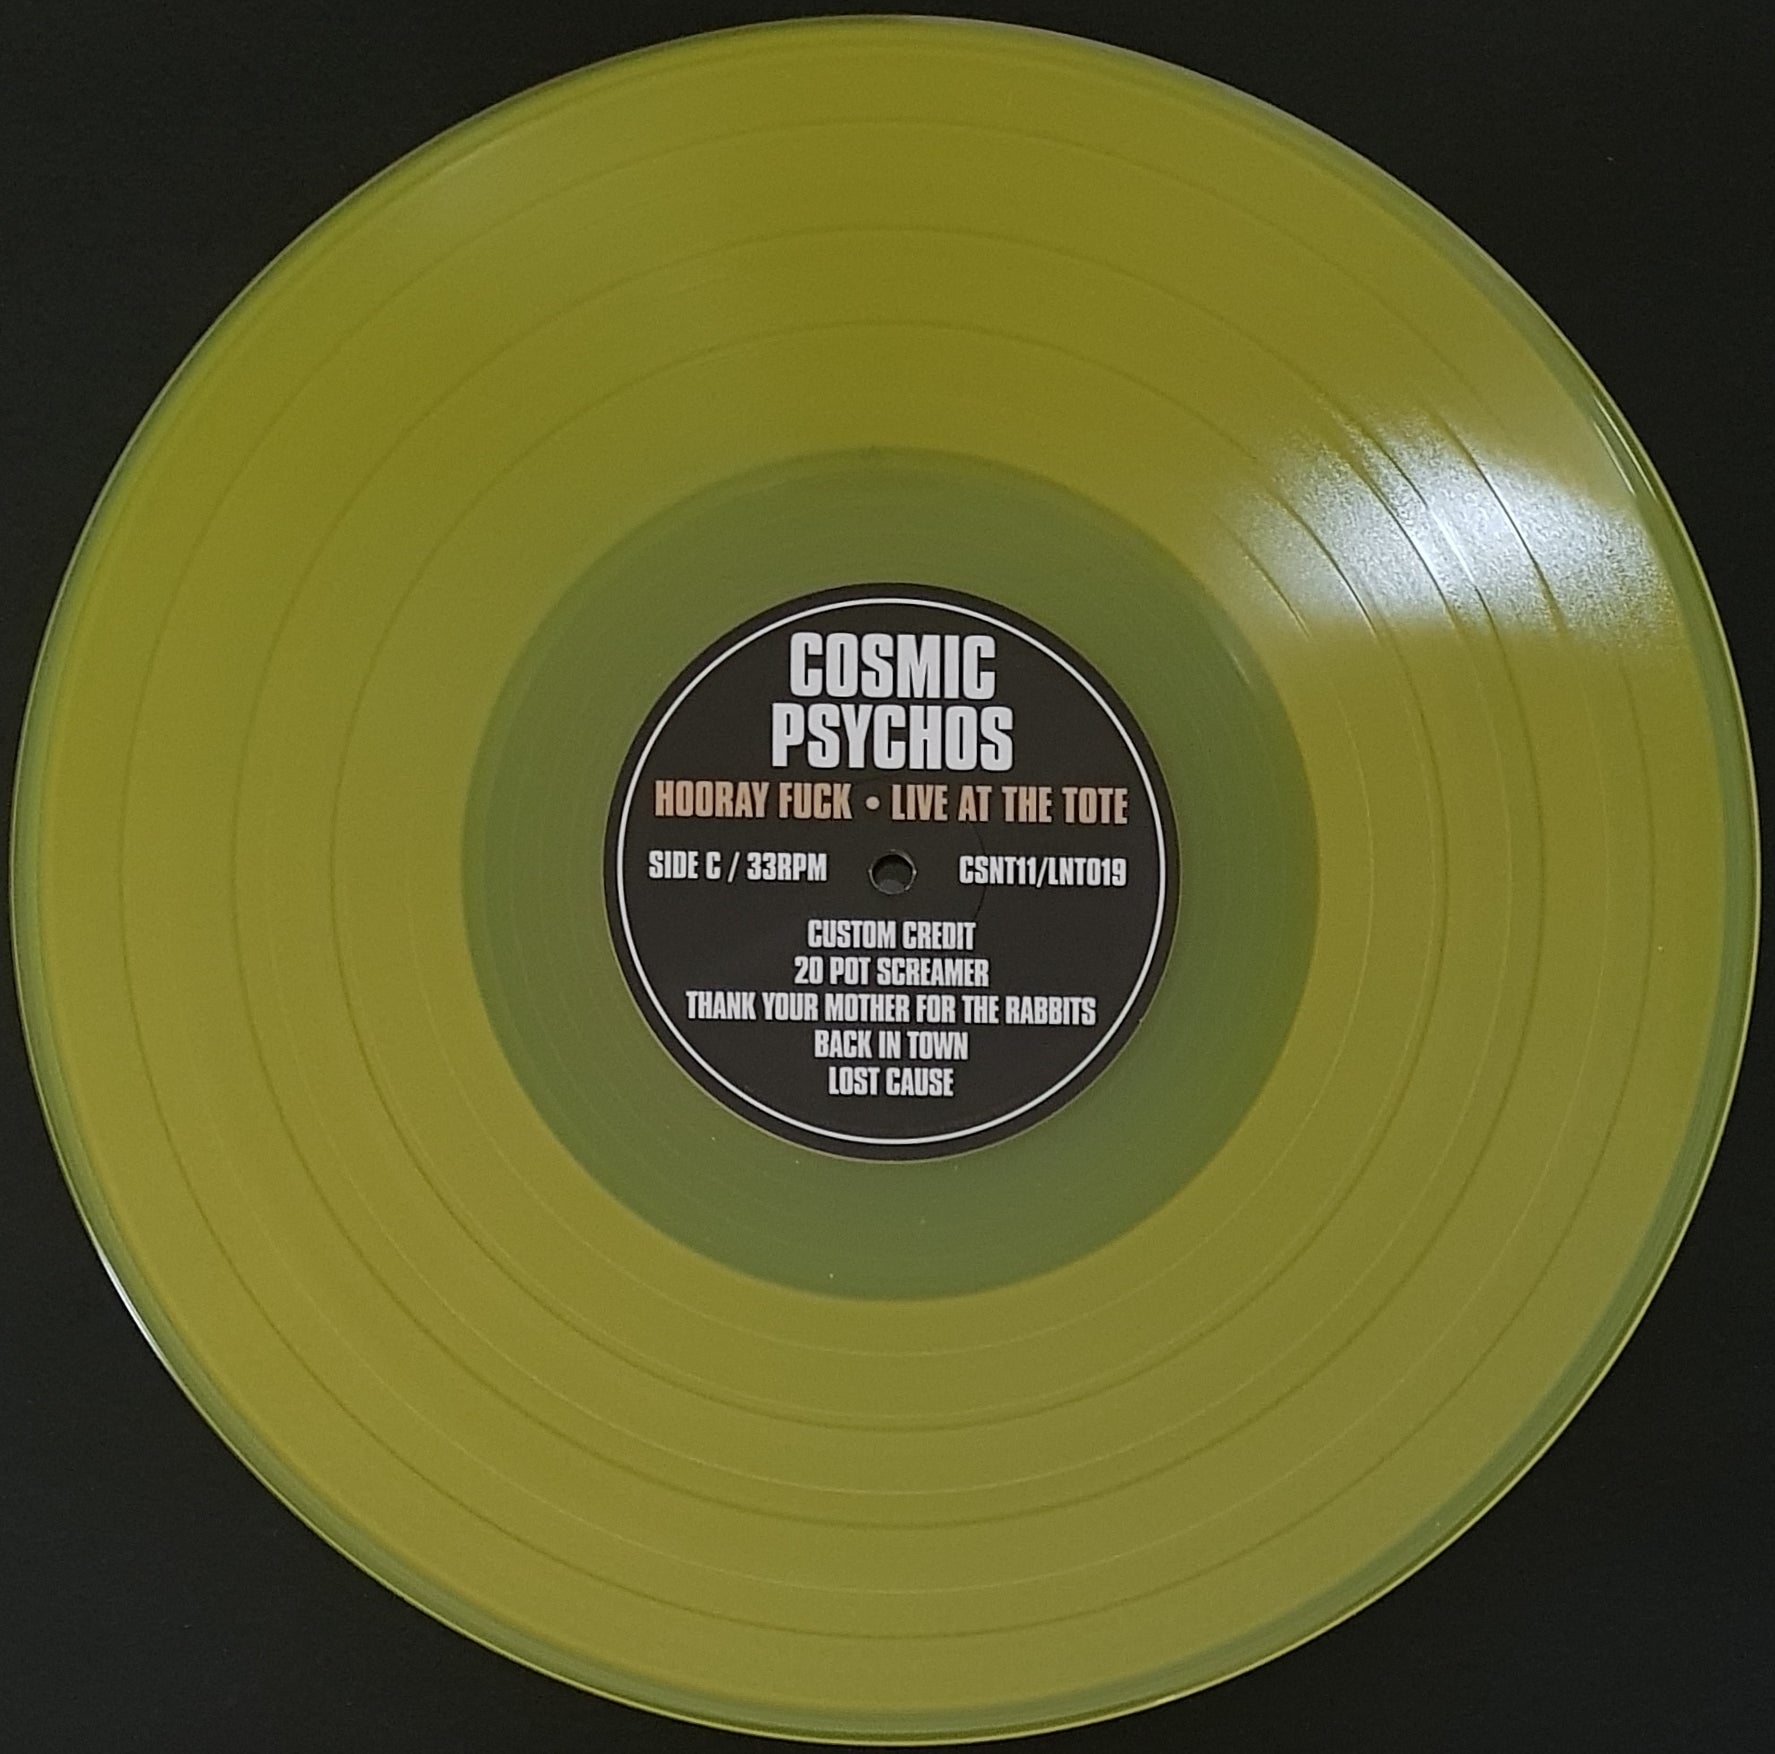 COSMIC
PSYCHOS
HOORAY FUCK • LIVE AT THE TOTE
SIDE C / 33RPM CSNT11/LNT019
CUSTOM CREDIT
20 POT SCREAMER
THANK YOUR MOTHER FOR THE RABBITS
BACK IN TOWN
LOST CAUSE